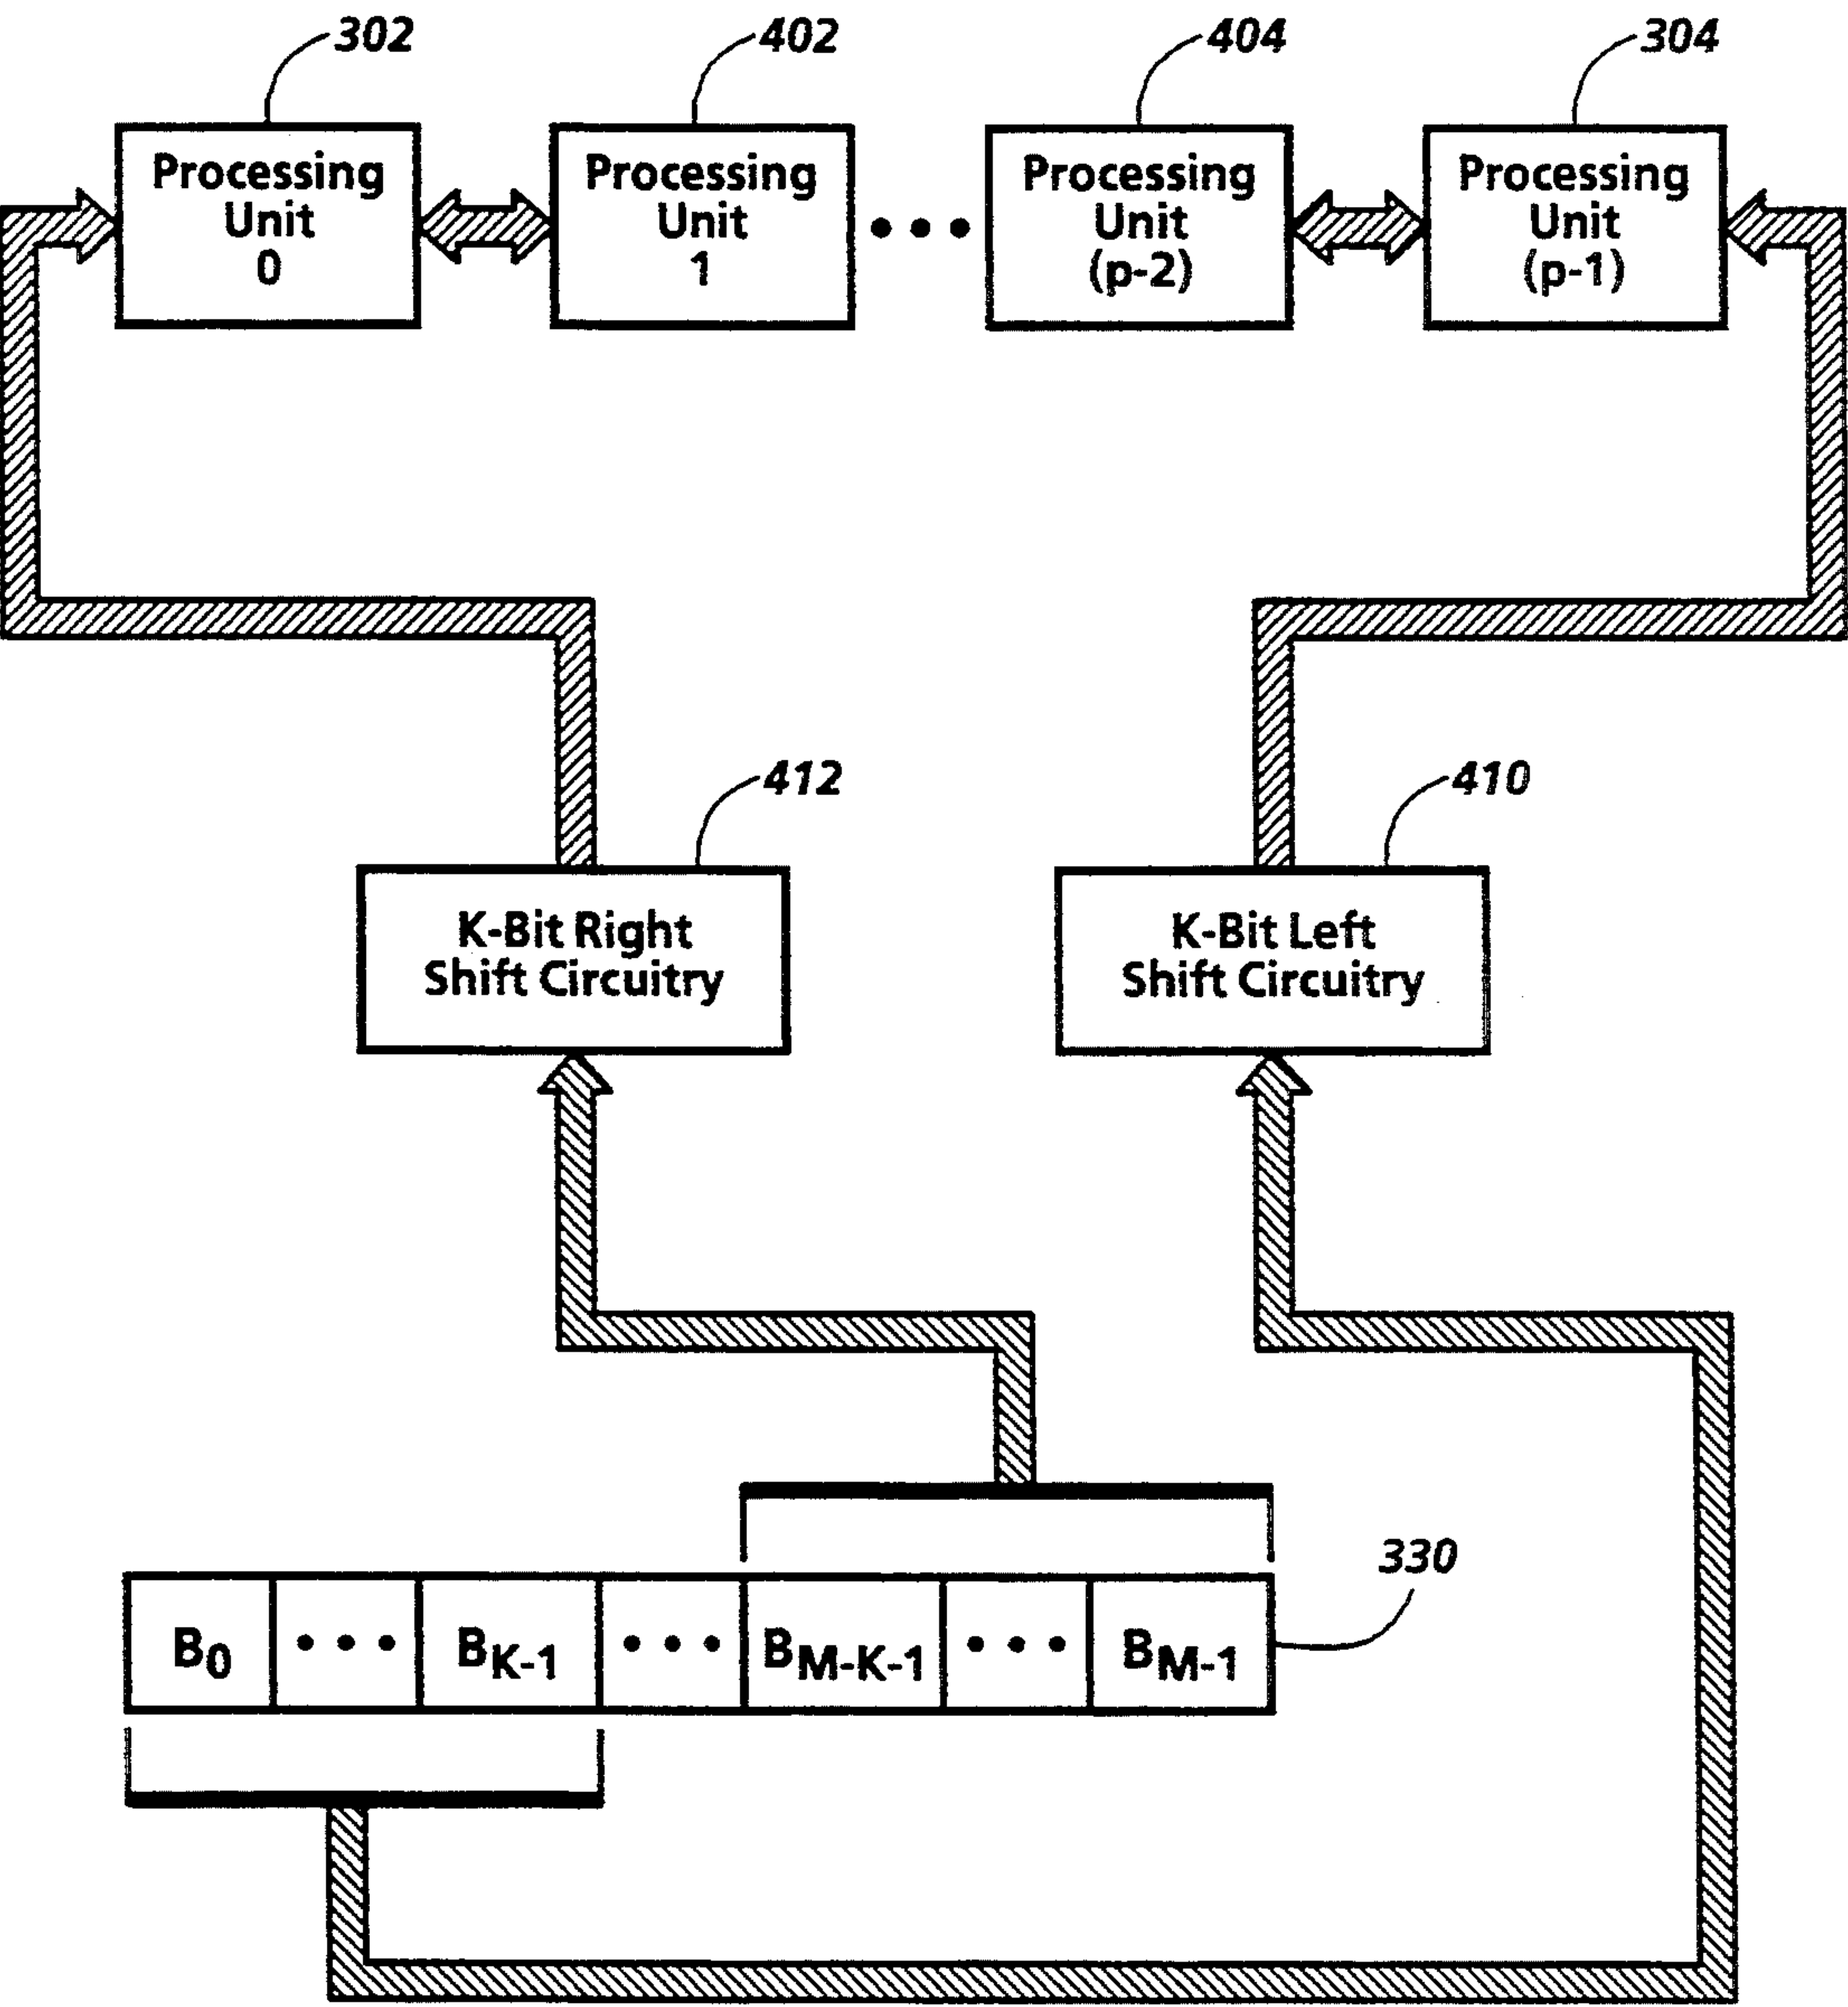 302
402
404
304
Processing
Unit
0
Processing
Unit
1
Processing
Unit
(p-2)
Processing
Unit
(p-1)
412
410
K-Bit Right
Shift Circuitry
K-Bit Left
Shift Circuitry
330
B0 • • • BK-1 • • • BM-K-1 • • • BM-1